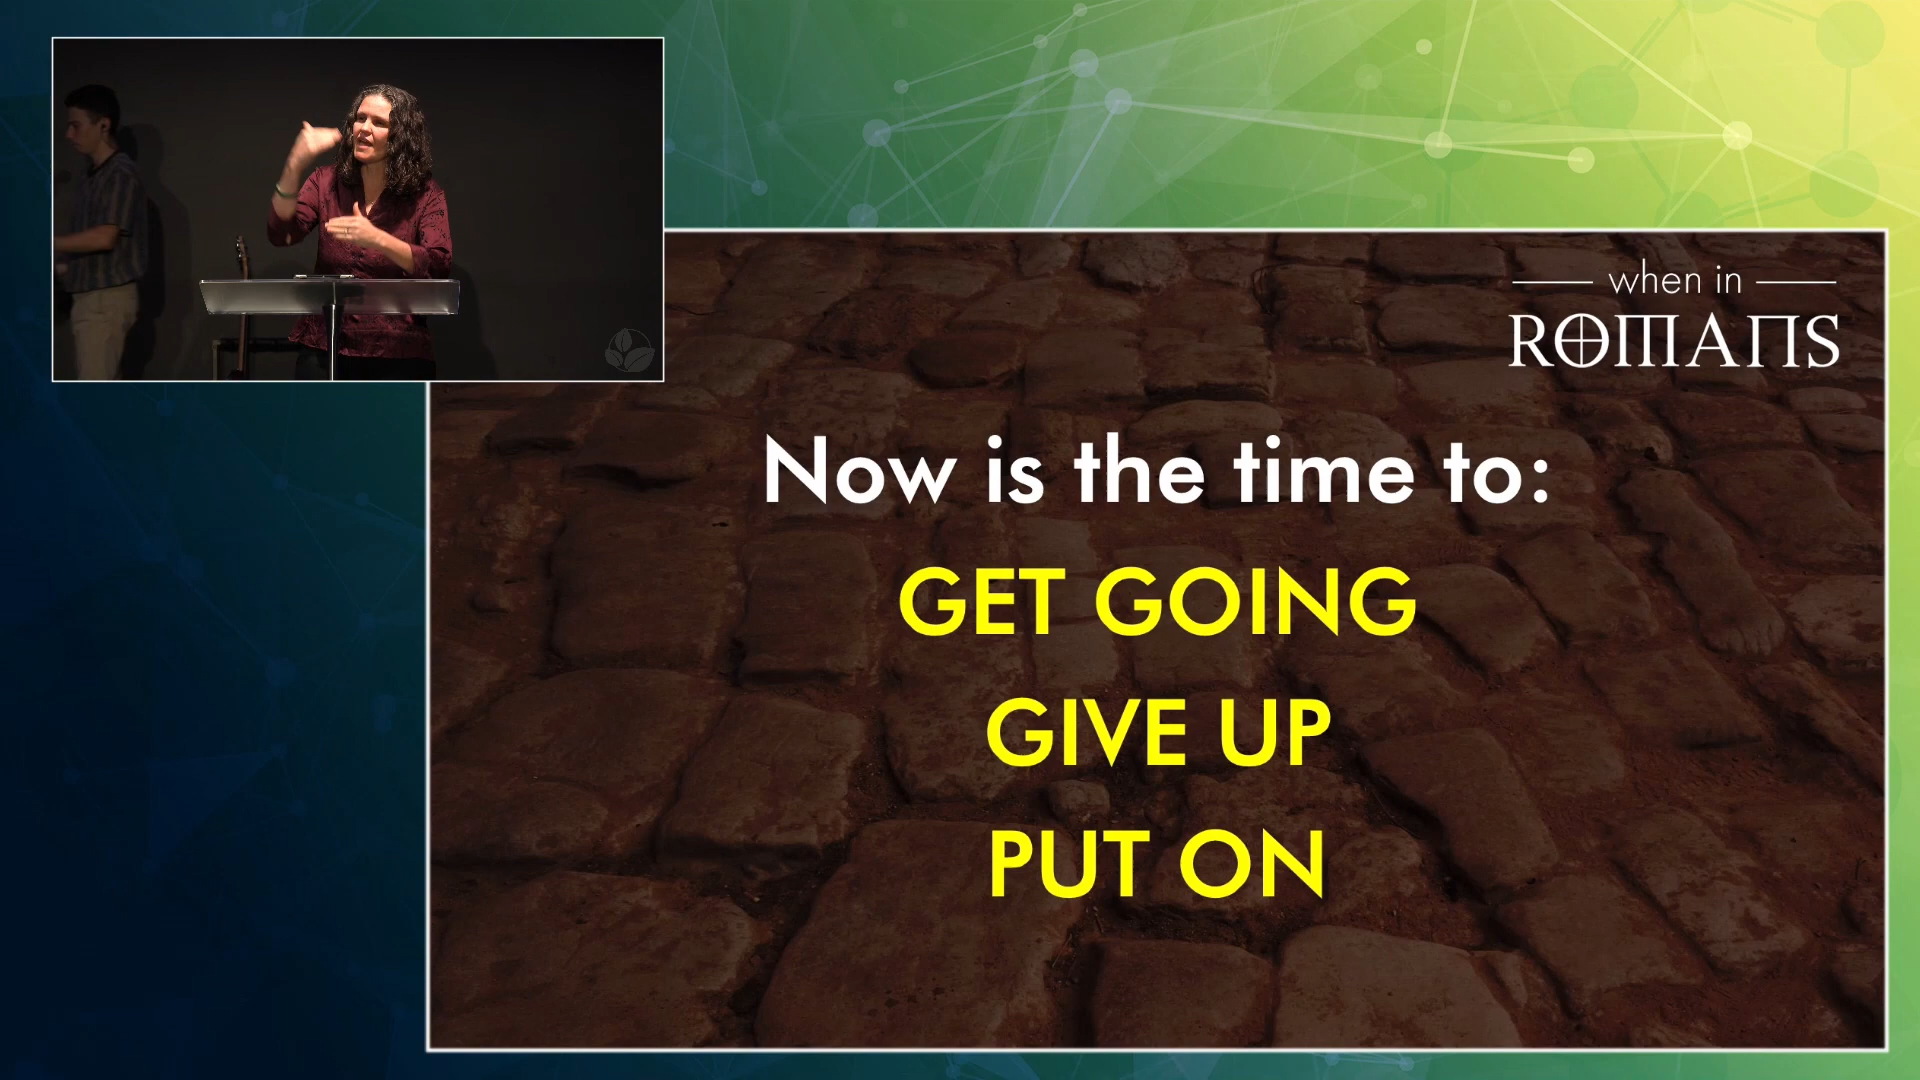 when in
ROMANS
Now is the time to:
GET GOING
GIVE UP
PUT ON